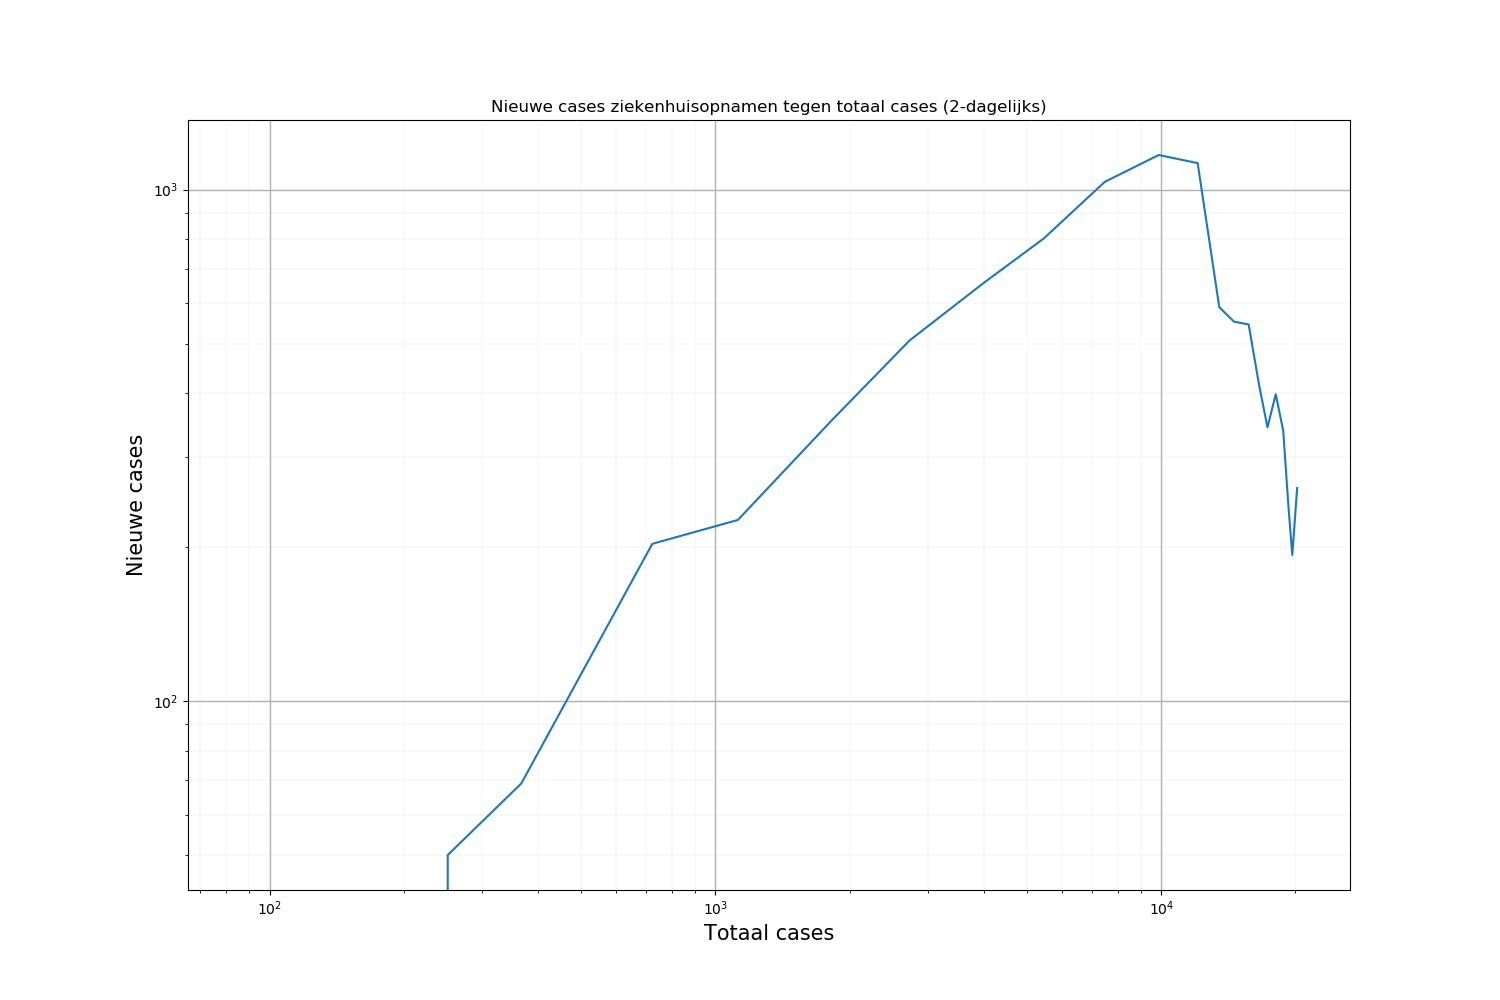 Nieuwe cases ziekenhuisopnamen tegen totaal cases (2-dagelijks)
10³
10²
Nieuwe cases
10² 10³ 10⁴
Totaal cases